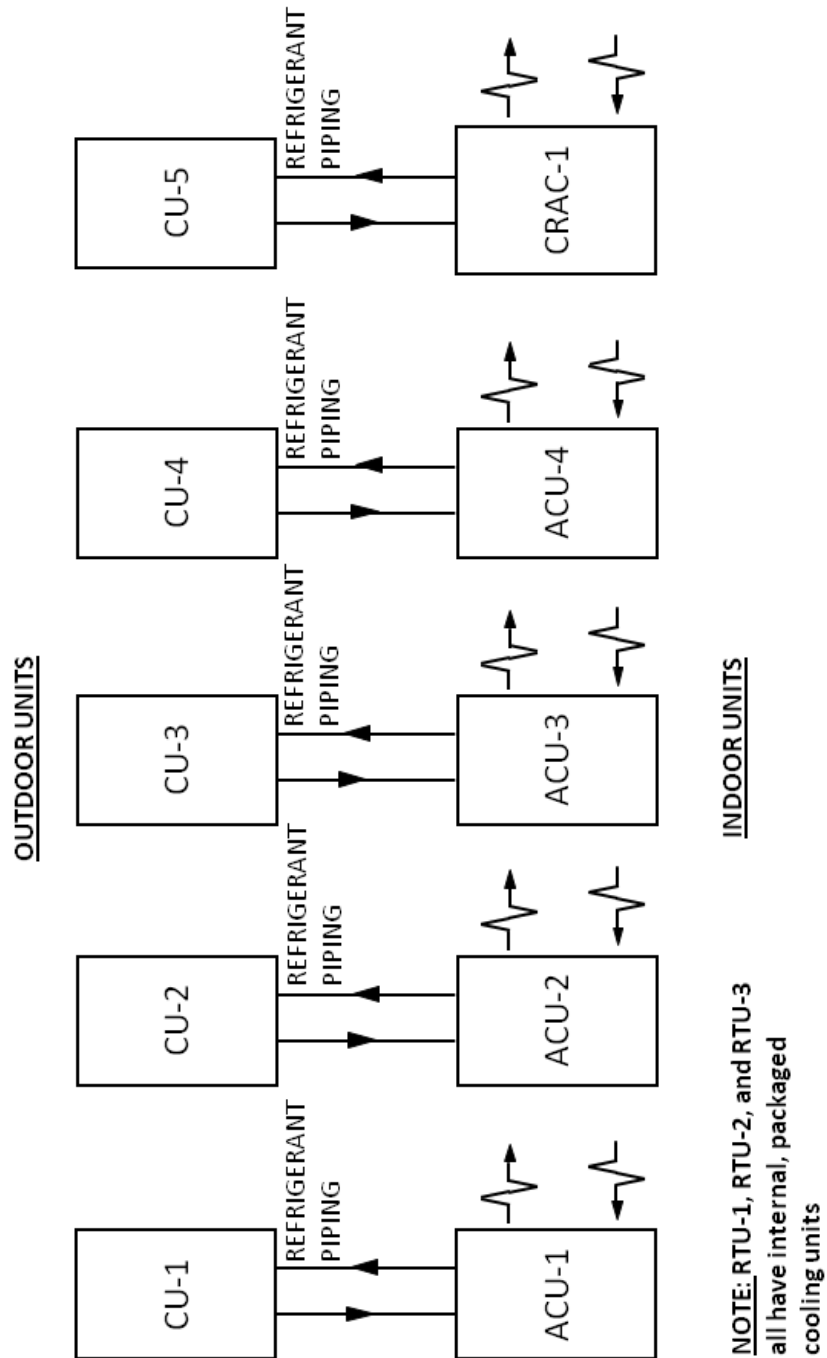 OUTDOOR UNITS
CU-1
CU-2
CU-3
CU-4
CU-5
REFRIGERANT
PIPING
REFRIGERANT
PIPING
REFRIGERANT
PIPING
REFRIGERANT
PIPING
REFRIGERANT
PIPING
ACU-1
ACU-2
ACU-3
ACU-4
CRAC-1
INDOOR UNITS
NOTE: RTU-1, RTU-2, and RTU-3
all have internal, packaged
cooling units